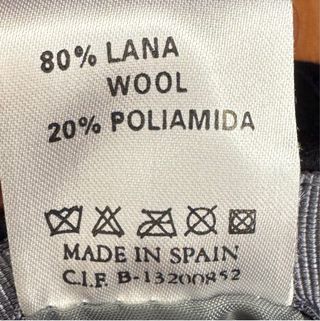 80% LANA
WOOL
20% POLIAMIDA
MADE IN SPAIN
C.I.F. B-13200852